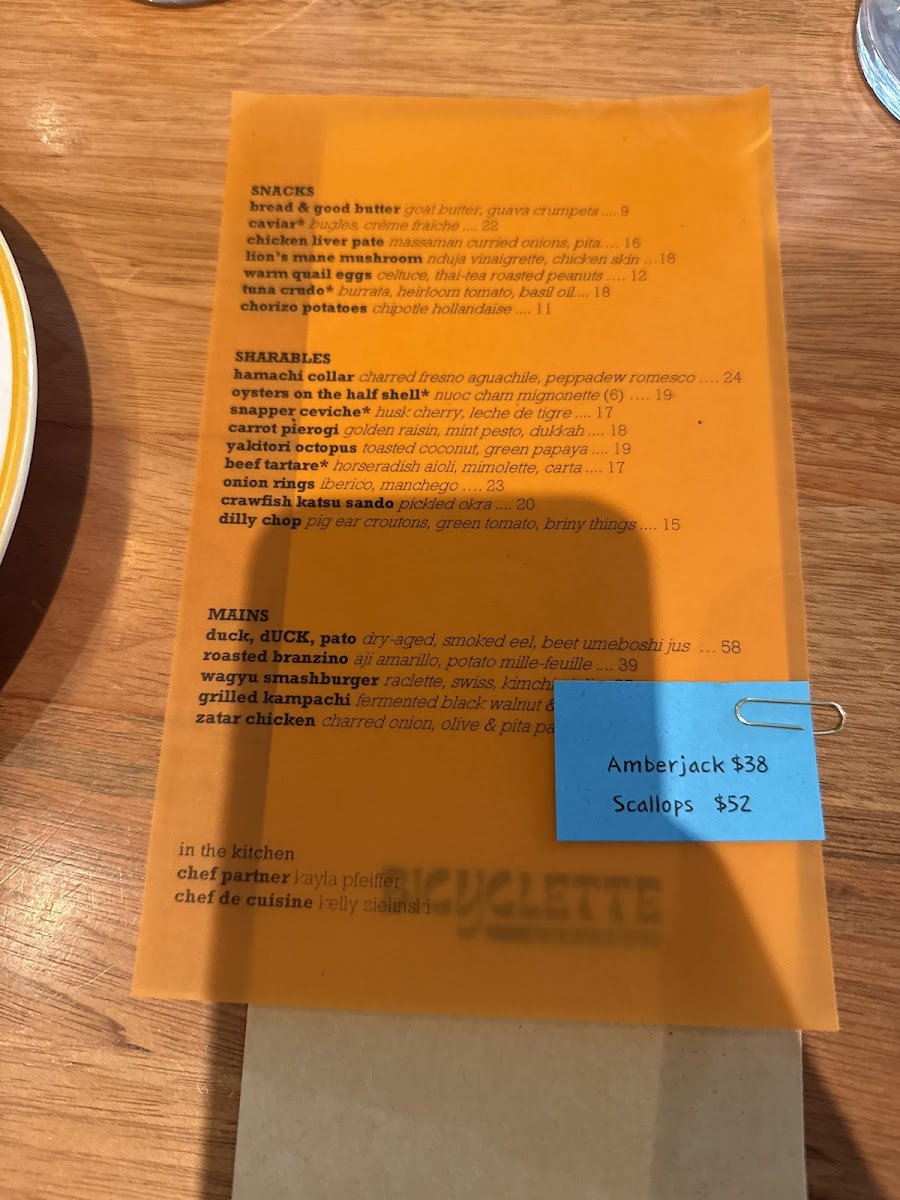 SNACKS
bread & good butter goat butter, guava crumpets .... 9
caviar* bugles, crème fraiche .... 22
chicken liver pate massaman curried onions, pita.... 16
lion's mane mushroom nduja vinaigrette, chicken skin ...18
warm quail eggs celtuce, thai-tea roasted peanuts .... 12
tuna crudo* burrata, heirloom tomato, basil oil.... 18
chorizo potatoes chipotle hollandaise .... 11
SHARABLES
hamachi collar charred fresno aguachile, peppadew romesco .... 24
oysters on the half shell* nuoc cham mignonette (6) .... 19
snapper ceviche* husk cherry, leche de tigre .... 17
carrot pierogi golden raisin, mint pesto, dukkah .... 18
yakitori octopus toasted coconut, green papaya .... 19
beef tartare* horseradish aioli, mimolette, carta .... 17
onion rings iberico, manchego .... 23
crawfish katsu sando pickled okra .... 20
dilly chop pig ear croutons, green tomato, briny things .... 15
MAINS
duck, dUCK, pato dry-aged, smoked eel, beet umeboshi jus ... 58
roasted branzino aji amarillo, potato mille-feuille .... 39
wagyu smashburger raclette, swiss, kimchi
grilled kampachi fermented black walnut &
zatar chicken charred onion, olive & pita
Amberjack $38
Scallops $52
in the kitchen
chef partner kayla pfeiffer
chef de cuisine kelly zielinski
BICYCLETTE